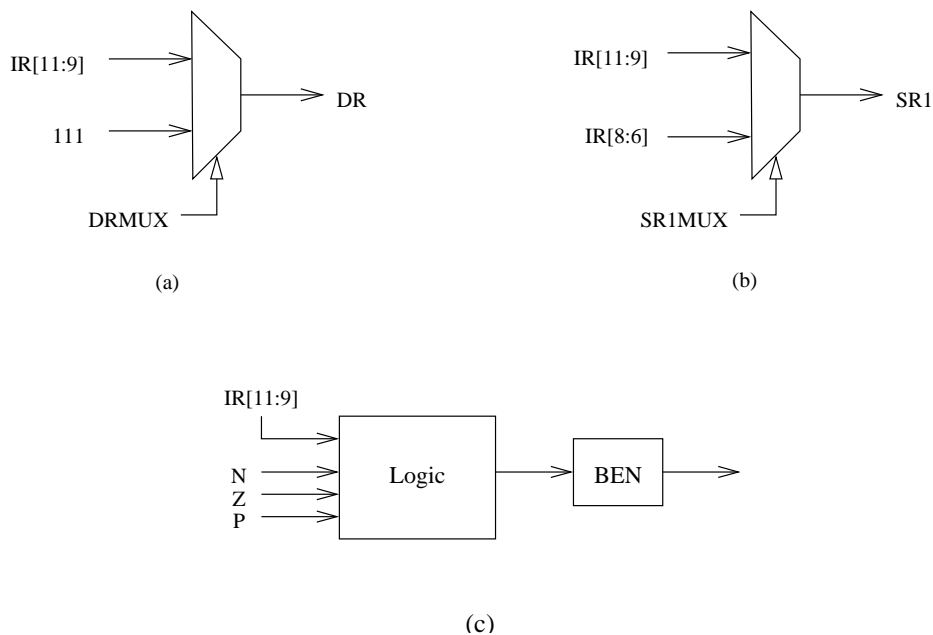 IR[11:9]
111
DR
DRMUX
(a)
IR[11:9]
IR[8:6]
SR1
SR1MUX
(b)
IR[11:9]
N
Z
P
Logic
BEN
(c)